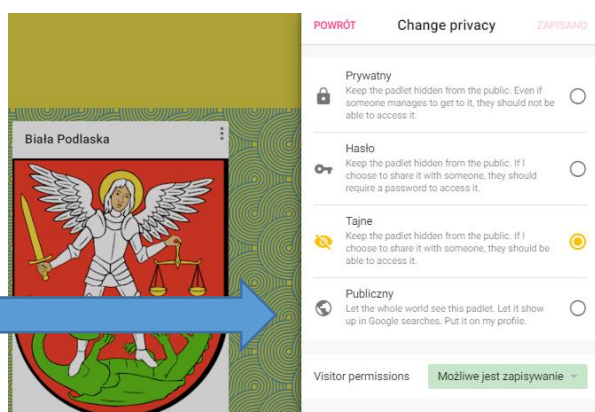 POWRÓT Change privacy ZAPISANO
Biała Podlaska
Prywatny
Keep the padlet hidden from the public. Even if
someone manages to get to it, they should not be
able to access it.
Hasło
Keep the padlet hidden from the public. If I
choose to share it with someone, they should
require a password to access it.
Tajne
Keep the padlet hidden from the public. If I
choose to share it with someone, they should be
able to access it.
Publiczny
Let the whole world see this padlet. Let it show
up in Google searches. Put it on my profile.
Visitor permissions Możliwe jest zapisywanie